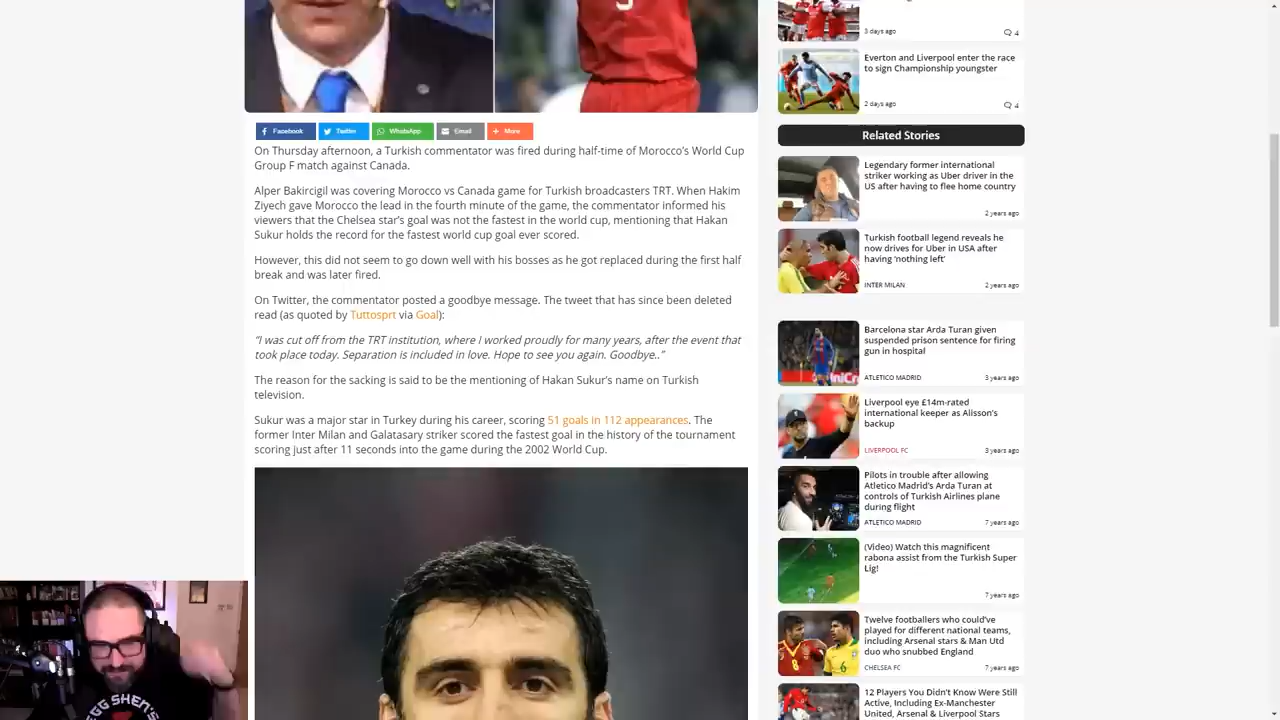 3 days ago
4
Everton and Liverpool enter the race
to sign Championship youngster
2 days ago
4
Facebook
Twitter
WhatsApp
Email
More
On Thursday afternoon, a Turkish commentator was fired during half-time of Morocco's World Cup
Group F match against Canada.
Alper Bakircigil was covering Morocco vs Canada game for Turkish broadcasters TRT. When Hakim
Ziyech gave Morocco the lead in the fourth minute of the game, the commentator informed his
viewers that the Chelsea star's goal was not the fastest in the world cup, mentioning that Hakan
Sukur holds the record for the fastest world cup goal ever scored.
However, this did not seem to go down well with his bosses as he got replaced during the first half
break and was later fired.
On Twitter, the commentator posted a goodbye message. The tweet that has since been deleted
read (as quoted by Tuttosprt via Goal):
"I was cut off from the TRT institution, where I worked proudly for many years, after the event that
took place today. Separation is included in love. Hope to see you again. Goodbye.."
The reason for the sacking is said to be the mentioning of Hakan Sukur's name on Turkish
television.
Sukur was a major star in Turkey during his career, scoring 51 goals in 112 appearances. The
former Inter Milan and Galatasary striker scored the fastest goal in the history of the tournament
scoring just after 11 seconds into the game during the 2002 World Cup.
Related Stories
Legendary former international
striker working as Uber driver in the
US after having to flee home country
2 years ago
Turkish football legend reveals he
now drives for Uber in USA after
having 'nothing left'
INTER MILAN
2 years ago
Barcelona star Arda Turan given
suspended prison sentence for firing
gun in hospital
ATLETICO MADRID
3 years ago
Liverpool eye £14m-rated
international keeper as Alisson's
backup
LIVERPOOL FC
3 years ago
Pilots in trouble after allowing
Atletico Madrid's Arda Turan at
controls of Turkish Airlines plane
during flight
ATLETICO MADRID
7 years ago
(Video) Watch this magnificent
rabona assist from the Turkish Super
Lig!
7 years ago
Twelve footballers who could've
played for different national teams,
including Arsenal stars & Man Utd
duo who snubbed England
CHELSEA FC
7 years ago
12 Players You Didn't Know Were Still
Active, Including Ex-Manchester
United, Arsenal & Liverpool Stars